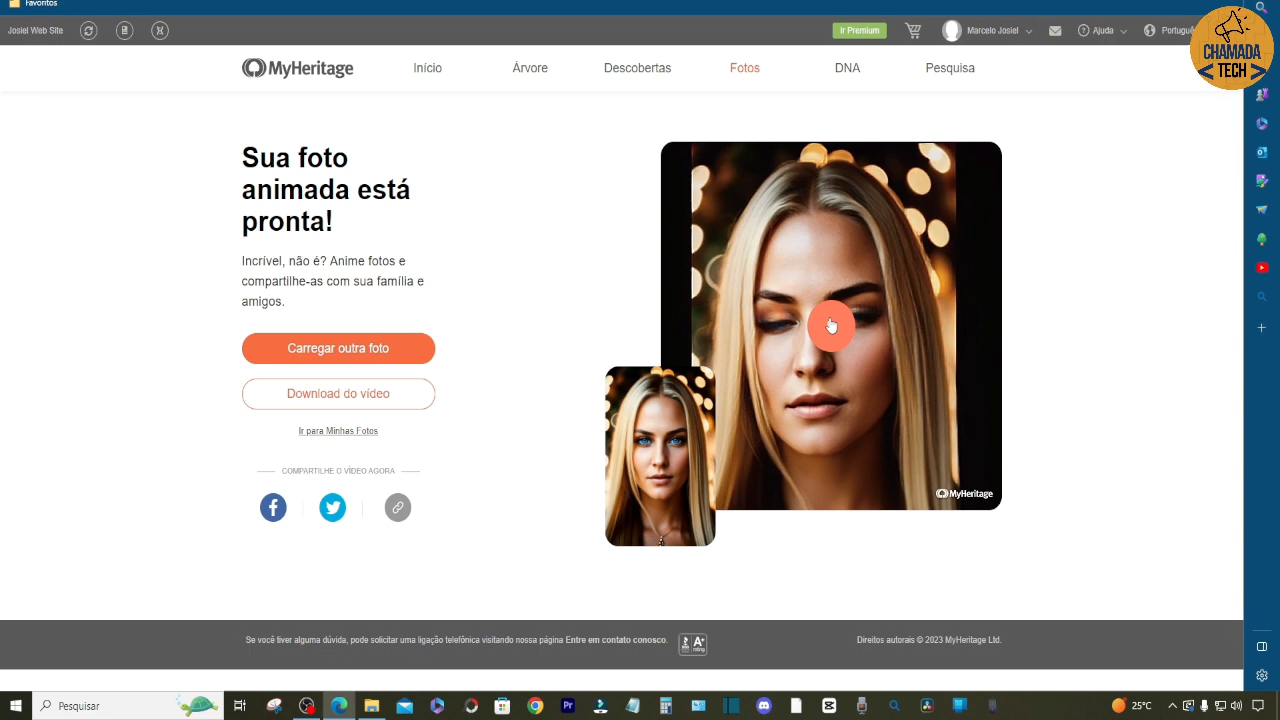 Favoritos
Josiel Web Site
Ir Premium
Marcelo Josiel
Ajuda
CHAMADA
TECH
MyHeritage
Início
Árvore
Descobertas
Fotos
DNA
Pesquisa
Sua foto
animada está
pronta!
Incrível, não é? Anime fotos e
compartilhe-as com sua família e
amigos.
Carregar outra foto
Download do vídeo
Ir para Minhas Fotos
COMPARTILHE O VÍDEO AGORA
MyHeritage
Se você tiver alguma dúvida, pode solicitar uma ligação telefônica visitando nossa página Entre em contato conosco.
A+
rating
Direitos autorais © 2023 MyHeritage Ltd.
Pesquisar
Pr
25°C